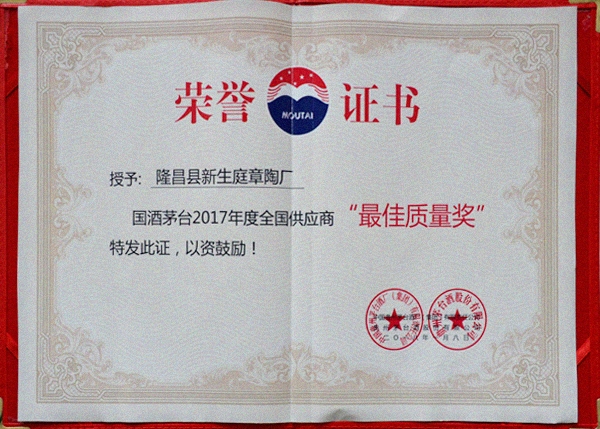 荣誉证书
MOUTAI
授予: 隆昌县新生庭章陶厂
国酒茅台2017年度全国供应商 “最佳质量奖”
特发此证，以资鼓励！